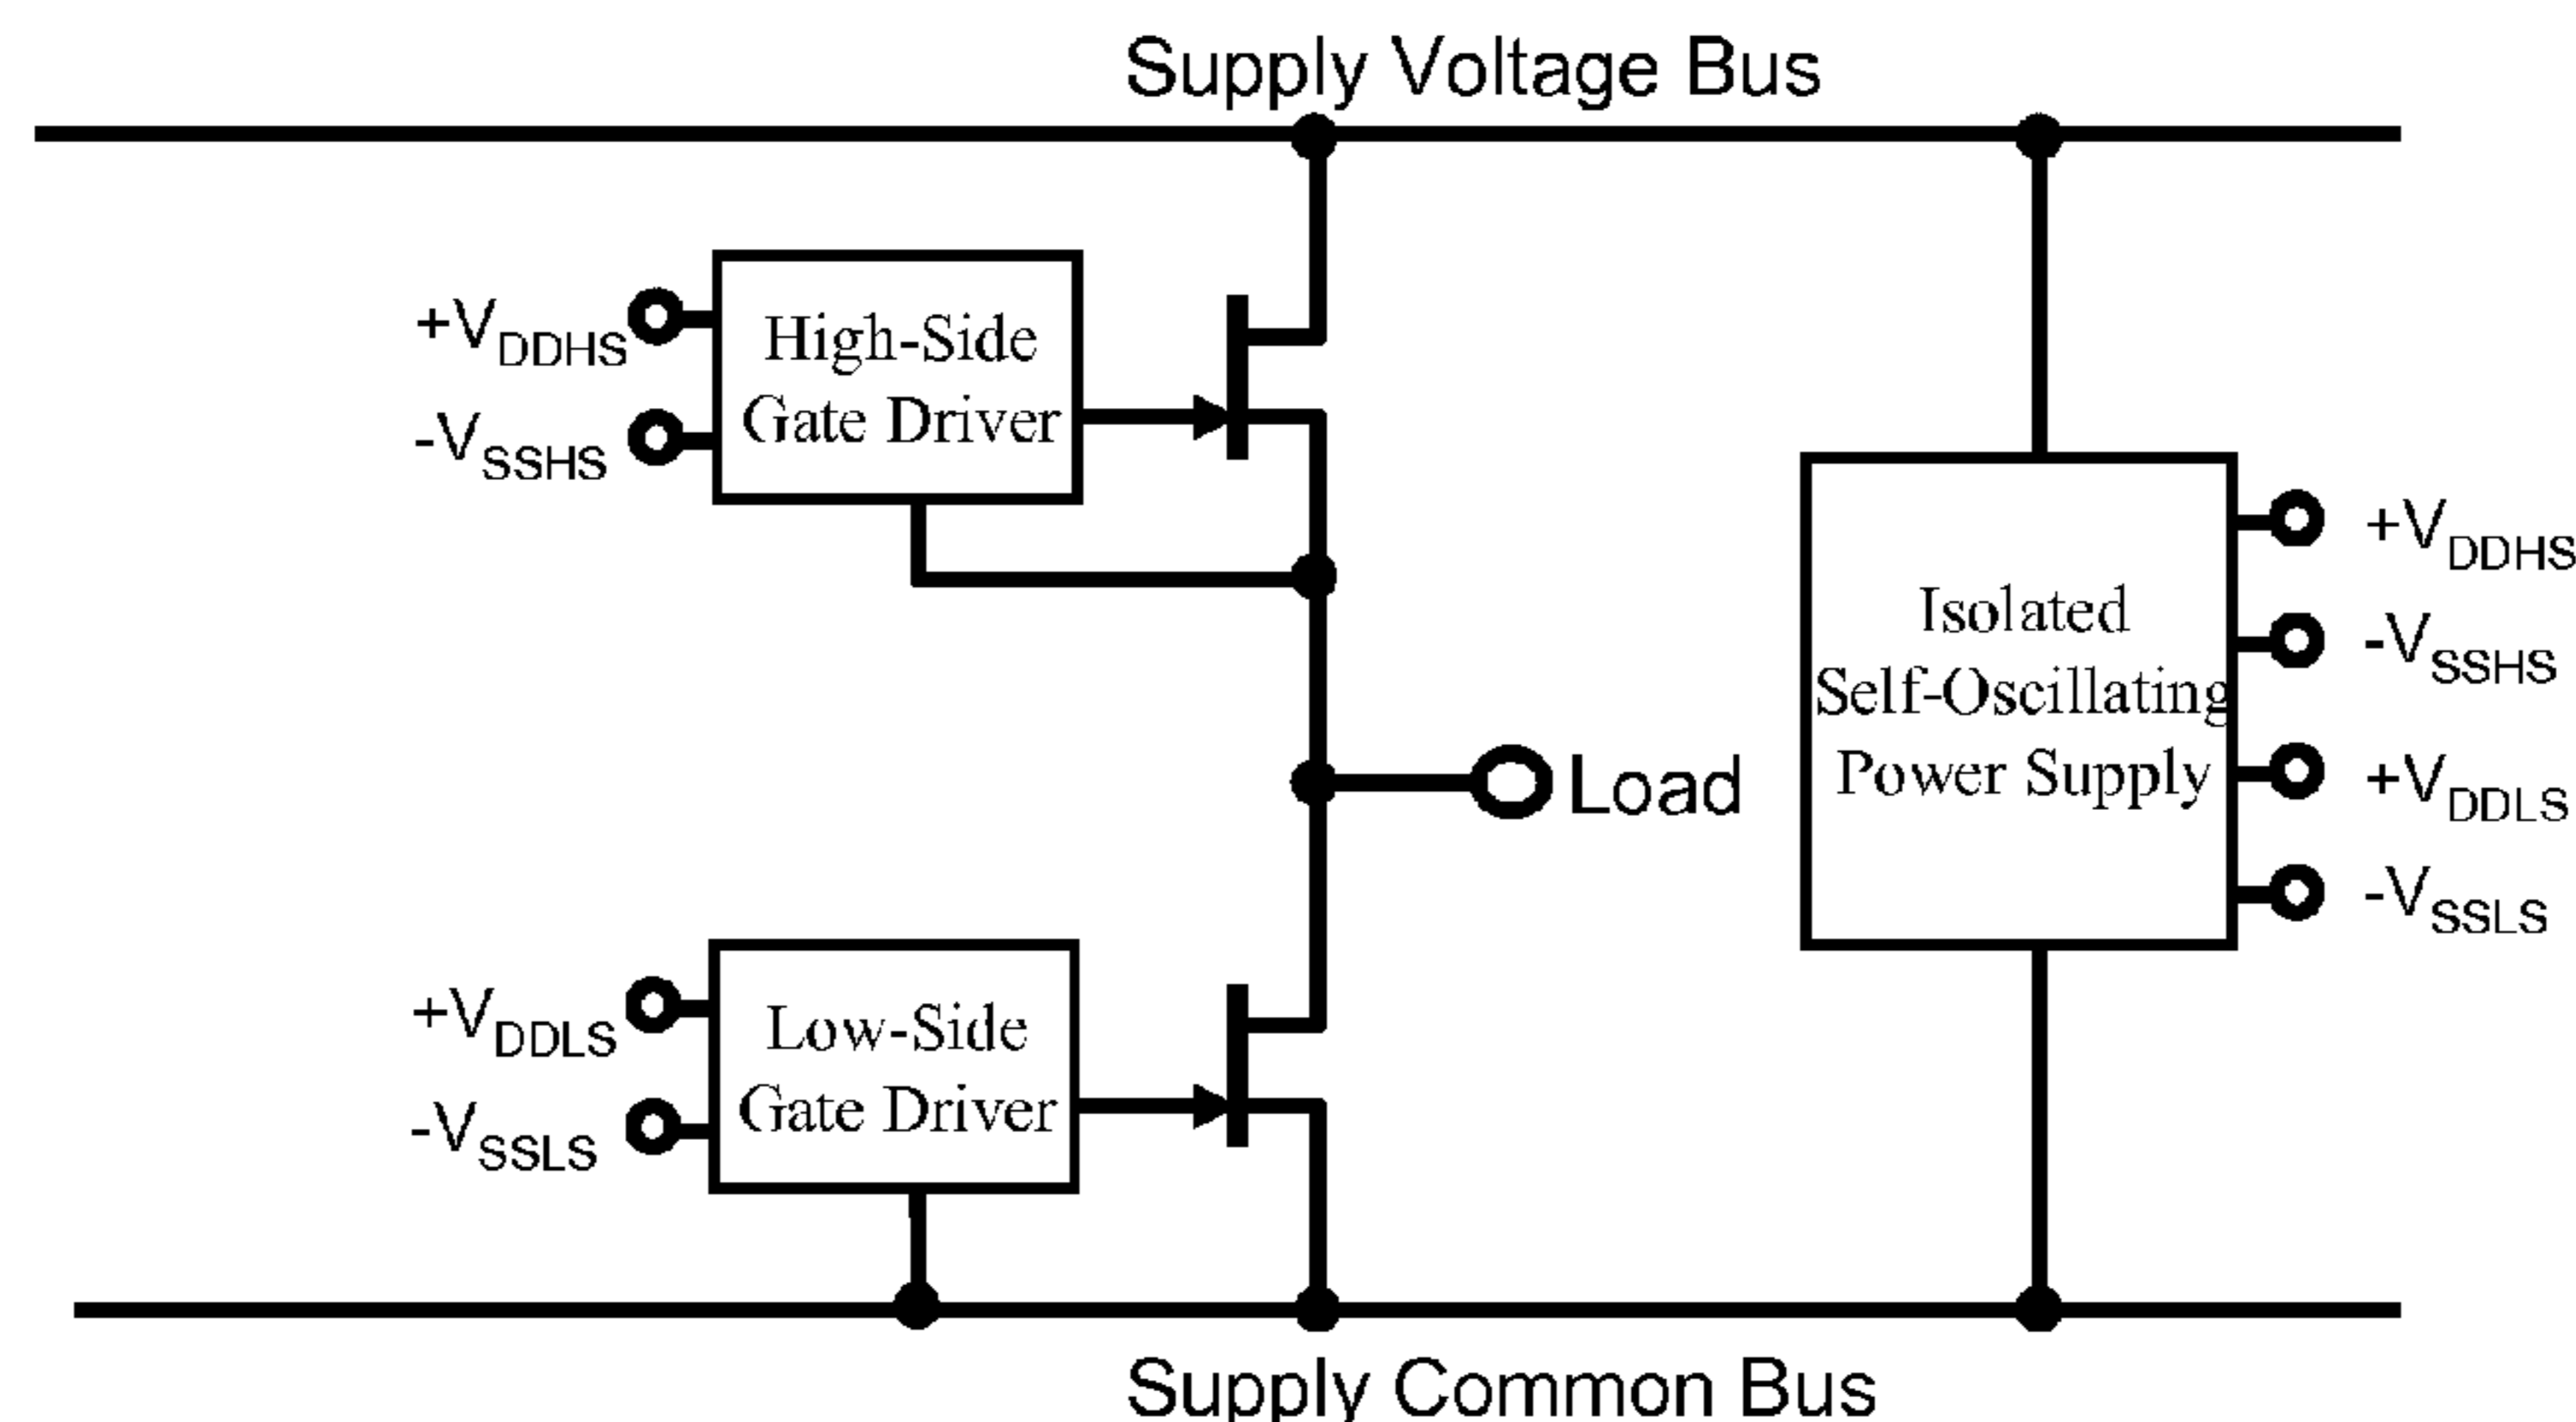 Supply Voltage Bus
+VDDHS
-VSSHS
High-Side
Gate Driver
Isolated
Self-Oscillating
Power Supply
+VDDHS
-VSSHS
+VDDLS
-VSSLS
Load
+VDDLS
-VSSLS
Low-Side
Gate Driver
Supply Common Bus